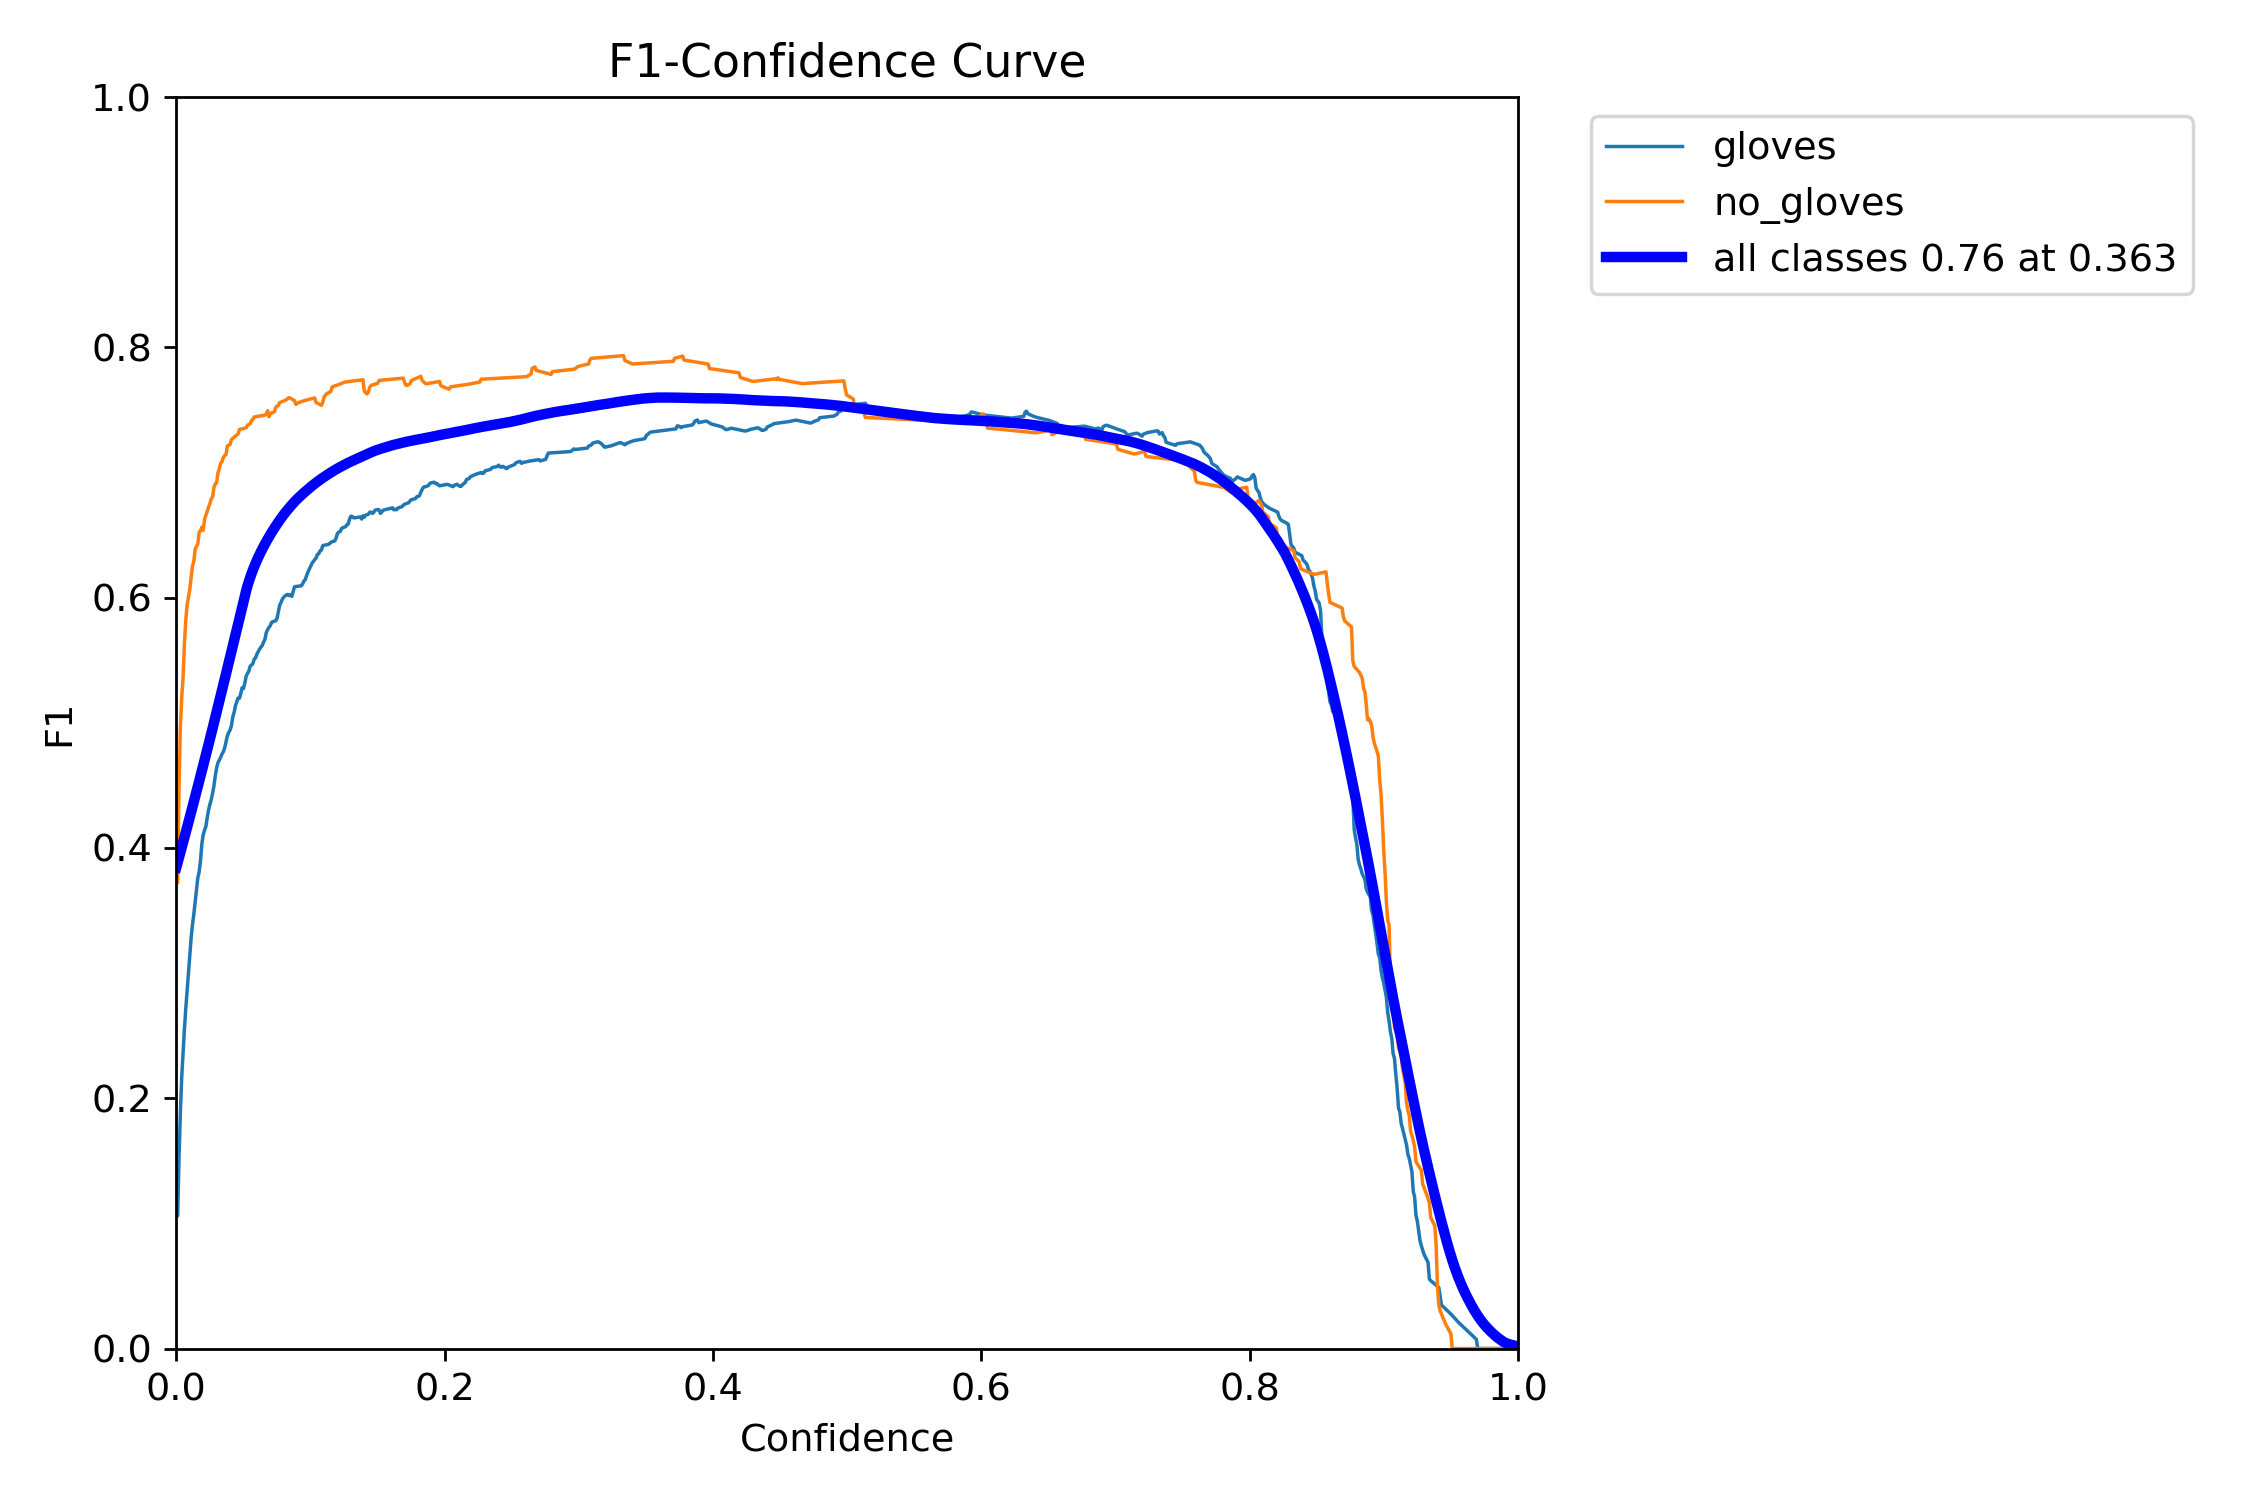 F1-Confidence Curve
1.0
0.8
0.6
0.4
0.2
0.0
F1
0.0 0.2 0.4 0.6 0.8 1.0
Confidence
gloves
no_gloves
all classes 0.76 at 0.363